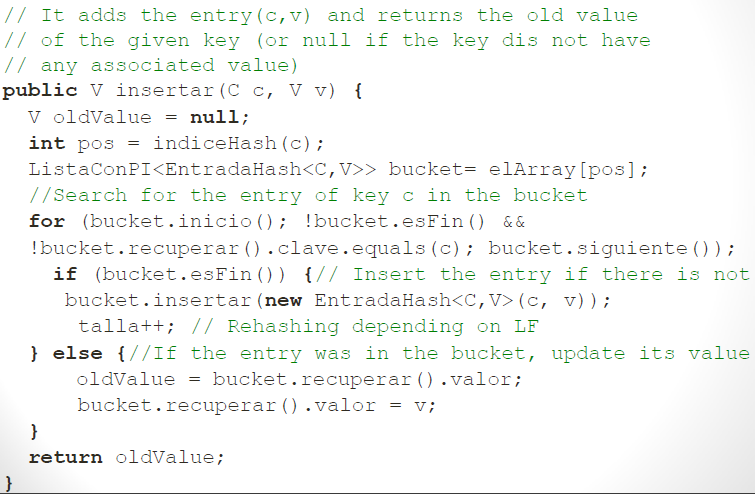 // It adds the entry(c,v) and returns the old value
// of the given key (or null if the key dis not have
// any associated value)
public V insertar(C c, V v) {
V oldValue = null;
int pos = indiceHash(c);
ListaConPI<EntradaHash<C,V>> bucket= elArray[pos];
//Search for the entry of key c in the bucket
for (bucket.inicio(); !bucket.esFin() &&
!bucket.recuperar().clave.equals(c); bucket.siguiente());
if (bucket.esFin()) {// Insert the entry if there is not
bucket.insertar(new EntradaHash<C,V>(c, v));
talla++; // Rehashing depending on LF
} else {//If the entry was in the bucket, update its value
oldValue = bucket.recuperar().valor;
bucket.recuperar().valor = v;
}
return oldValue;
}